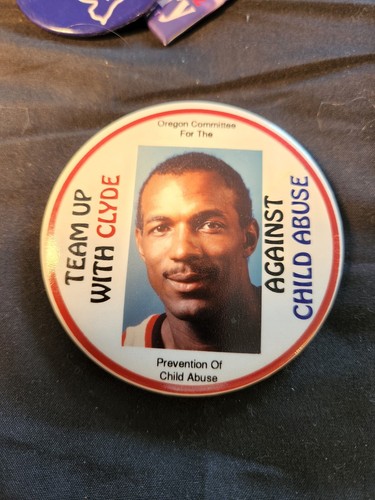 Oregon Committee
For The
TEAM UP
WITH CLYDE
AGAINST
CHILD ABUSE
Prevention Of
Child Abuse